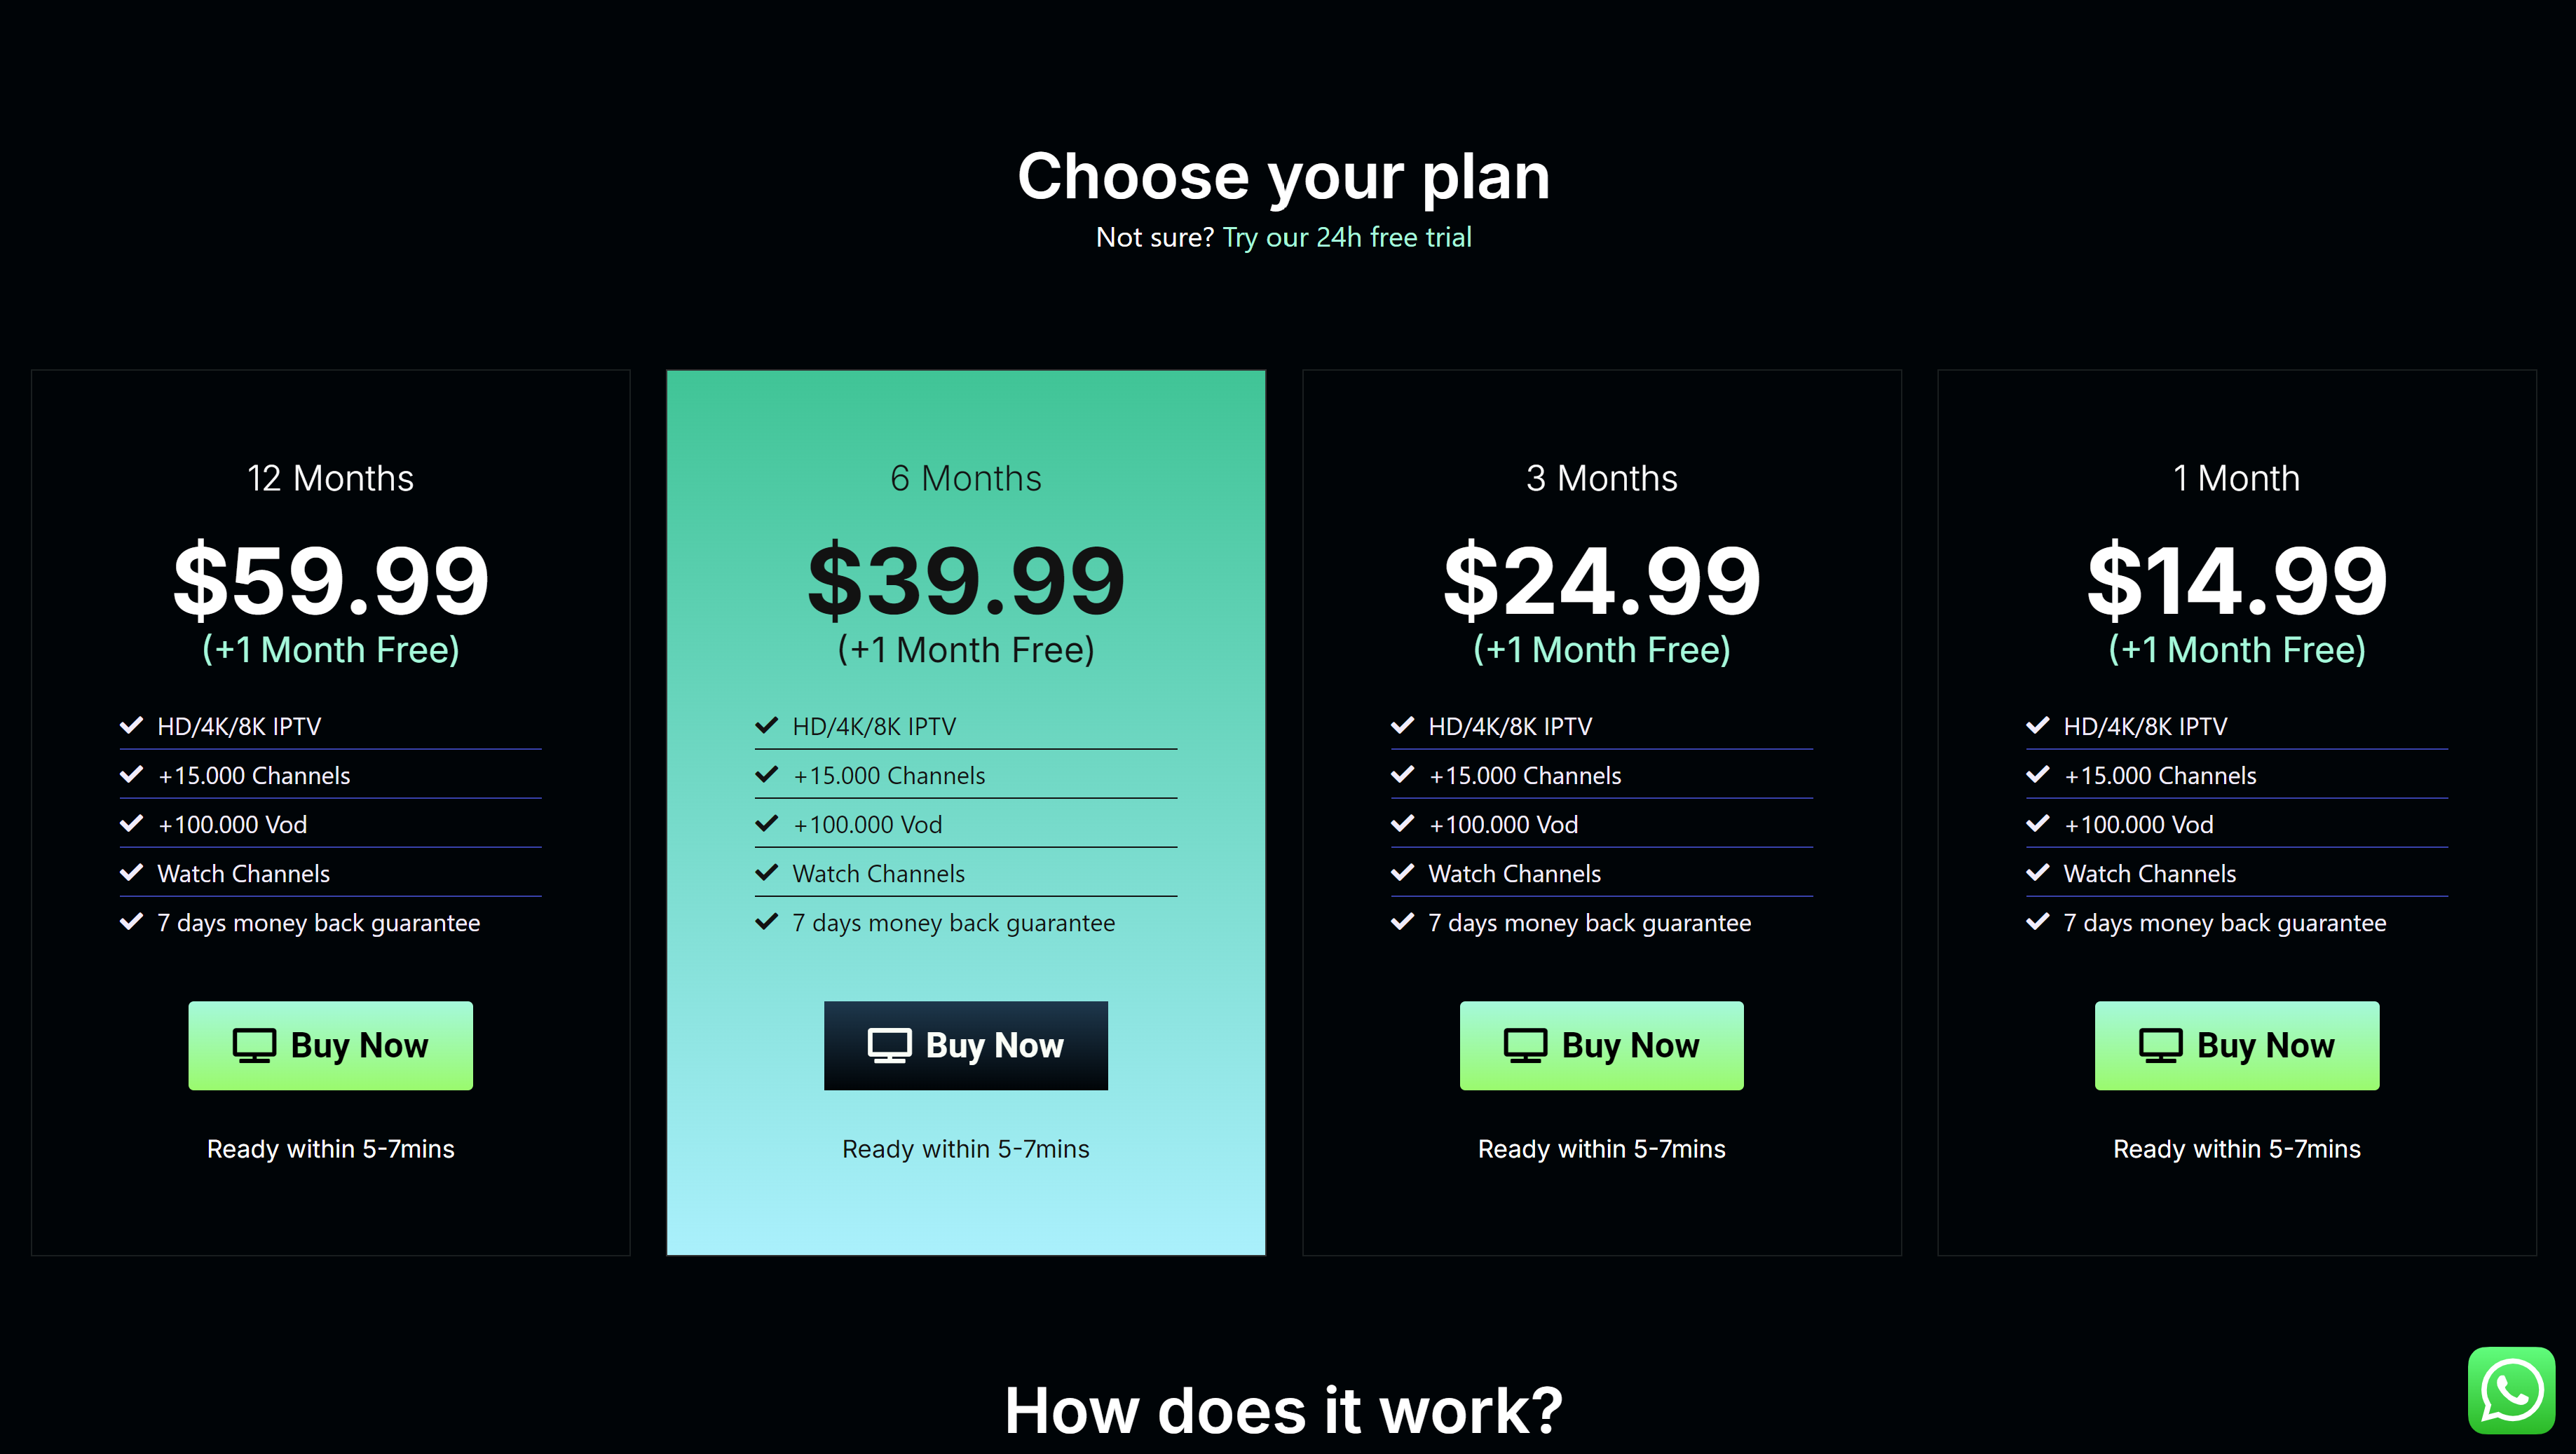 Choose your plan
Not sure? Try our 24h free trial
12 Months
$59.99
(+1 Month Free)
HD/4K/8K IPTV
+15.000 Channels
+100.000 Vod
Watch Channels
7 days money back guarantee
Buy Now
Ready within 5-7mins
6 Months
$39.99
(+1 Month Free)
HD/4K/8K IPTV
+15.000 Channels
+100.000 Vod
Watch Channels
7 days money back guarantee
Buy Now
Ready within 5-7mins
3 Months
$24.99
(+1 Month Free)
HD/4K/8K IPTV
+15.000 Channels
+100.000 Vod
Watch Channels
7 days money back guarantee
Buy Now
Ready within 5-7mins
1 Month
$14.99
(+1 Month Free)
HD/4K/8K IPTV
+15.000 Channels
+100.000 Vod
Watch Channels
7 days money back guarantee
Buy Now
Ready within 5-7mins
How does it work?